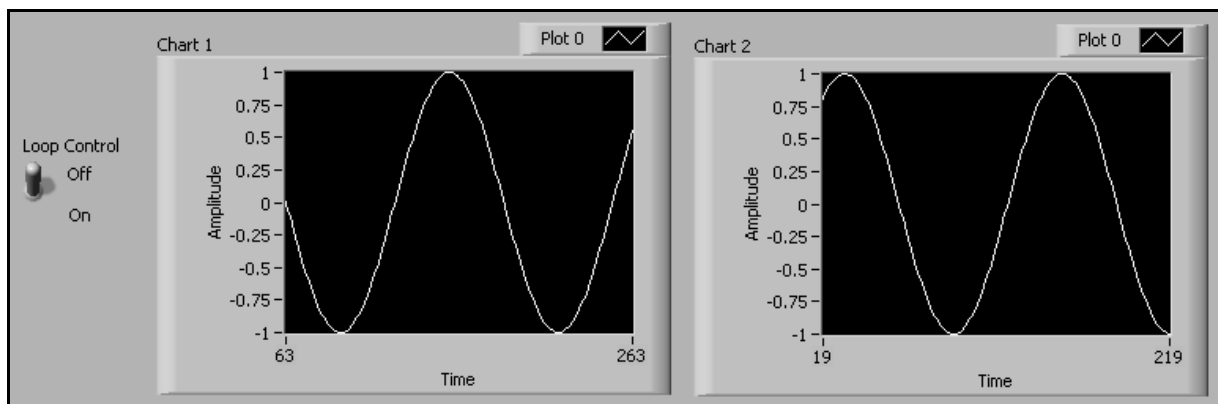 Loop Control
Off
On
Chart 1
Plot 0
Amplitude
1
0.75
0.5
0.25
0
-0.25
-0.5
-0.75
-1
63
263
Time
Chart 2
Plot 0
Amplitude
1
0.75
0.5
0.25
0
-0.25
-0.5
-0.75
-1
19
219
Time